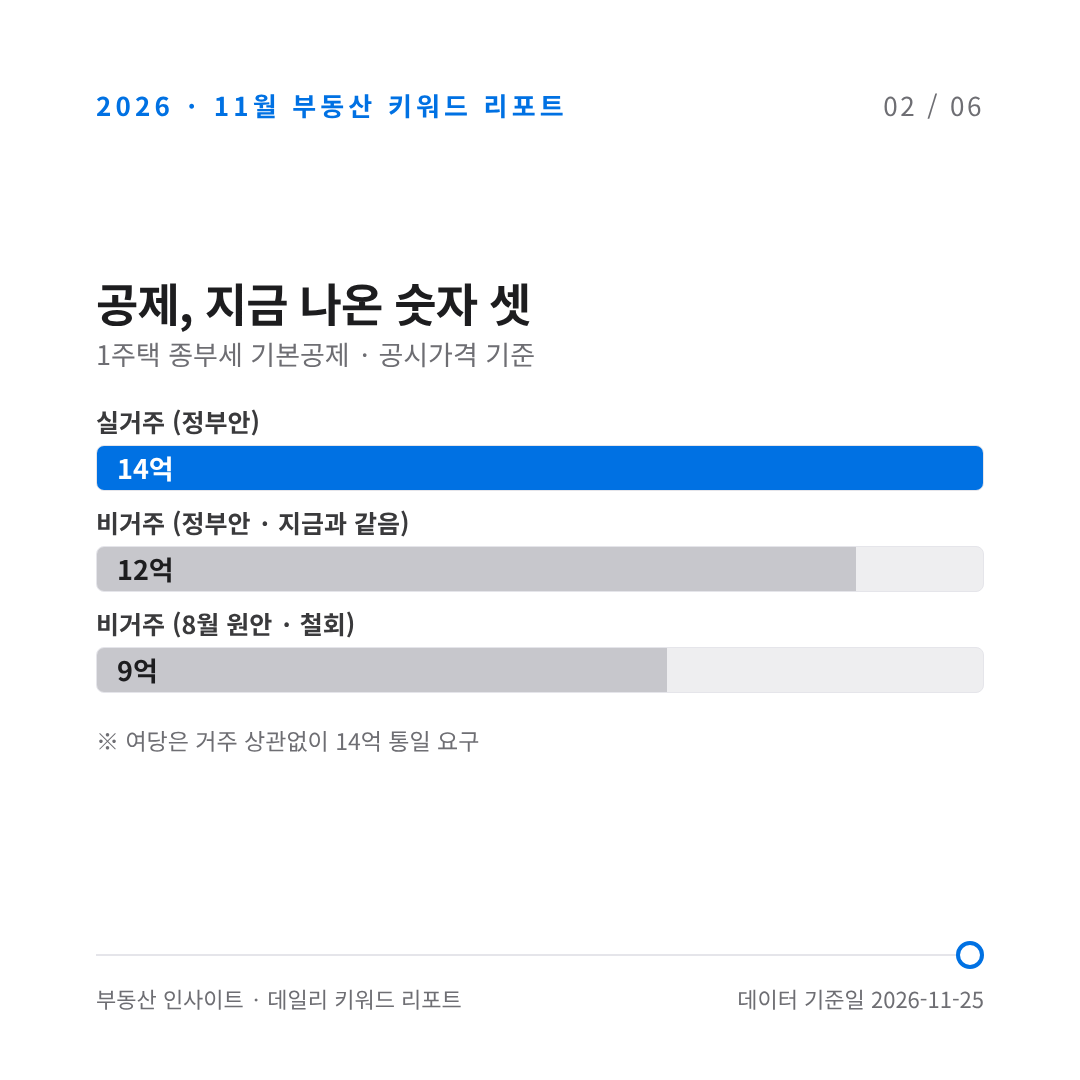 2026 · 11월 부동산 키워드 리포트
02 / 06
공제, 지금 나온 숫자 셋
1주택 종부세 기본공제 · 공시가격 기준
실거주 (정부안)
14억
비거주 (정부안 · 지금과 같음)
12억
비거주 (8월 원안 · 철회)
9억
※ 여당은 거주 상관없이 14억 통일 요구
부동산 인사이트 · 데일리 키워드 리포트
데이터 기준일 2026-11-25